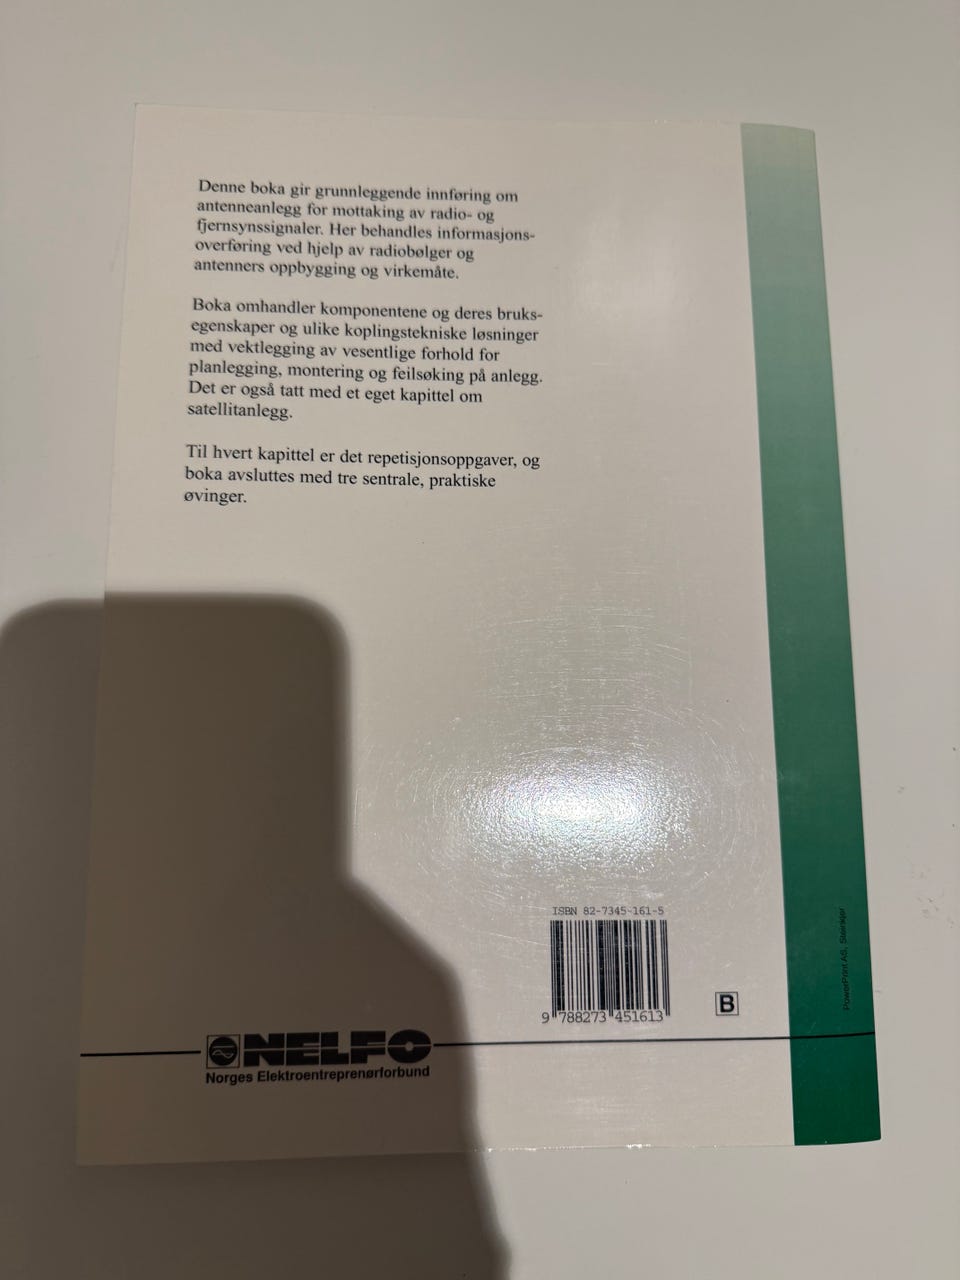 Denne boka gir grunnleggende innføring om
antenneanlegg for mottaking av radio- og
fjernsynssignaler. Her behandles informasjons-
overføring ved hjelp av radiobølger og
antenners oppbygging og virkemåte.
Boka omhandler komponentene og deres bruks-
egenskaper og ulike koplingstekniske løsninger
med vektlegging av vesentlige forhold for
planlegging, montering og feilsøking på anlegg.
Det er også tatt med et eget kapittel om
satellitanlegg.
Til hvert kapittel er det repetisjonsoppgaver, og
boka avsluttes med tre sentrale, praktiske
øvinger.
ISBN 82-7345-161-5
9 788273 451613
B
PowerPrint AS, Steinkjer
NELFO
Norges Elektroentreprenørforbund